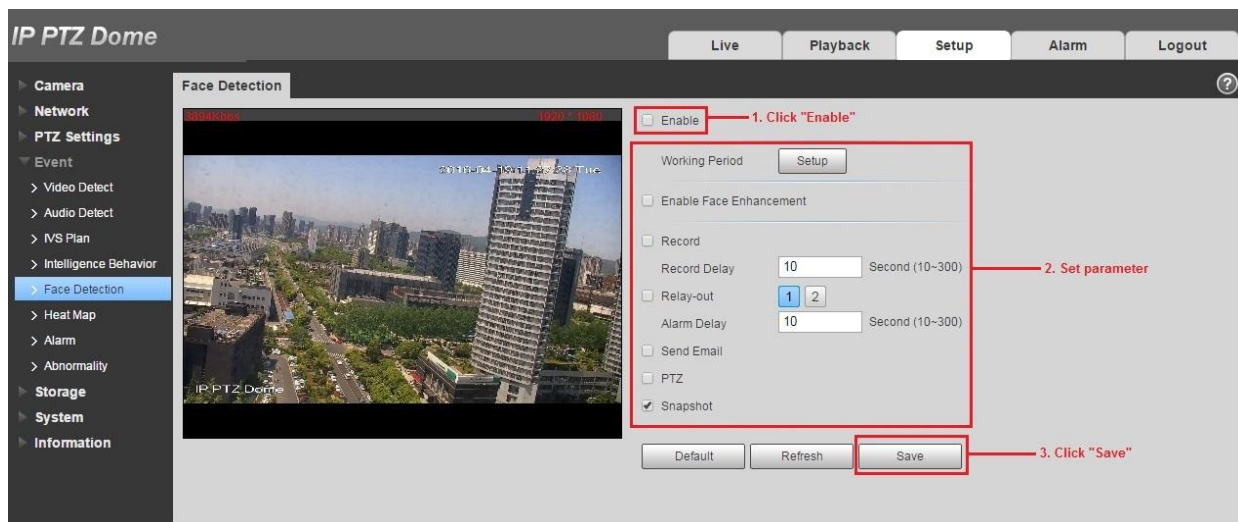 IP PTZ Dome
Live
Playback
Setup
Alarm
Logout
Camera
Network
PTZ Settings
Event
> Video Detect
> Audio Detect
> IVS Plan
> Intelligence Behavior
> Face Detection
> Heat Map
> Alarm
> Abnormality
Storage
System
Information
Face Detection
?
3894Kbps 1920 * 1080
Tue
IP PTZ Dome
Enable
1. Click "Enable"
Working Period Setup
Enable Face Enhancement
Record
Record Delay 10 Second (10~300)
2. Set parameter
Relay-out 1 2
Alarm Delay 10 Second (10~300)
Send Email
PTZ
Snapshot
Default Refresh Save
3. Click "Save"